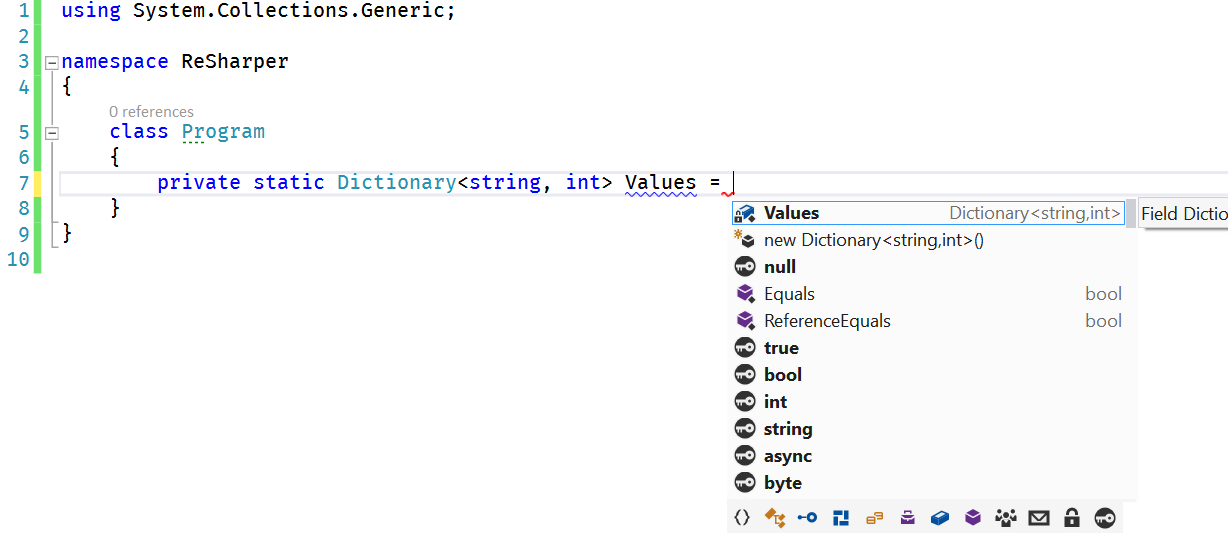 1 using System.Collections.Generic;
2
3 namespace ReSharper
4 {
0 references
5 class Program
6 {
7 private static Dictionary<string, int> Values =
8 }
9 }
10
Values Dictionary<string,int> Field Dictio
new Dictionary<string,int>()
null
Equals bool
ReferenceEquals bool
true
bool
int
string
async
byte